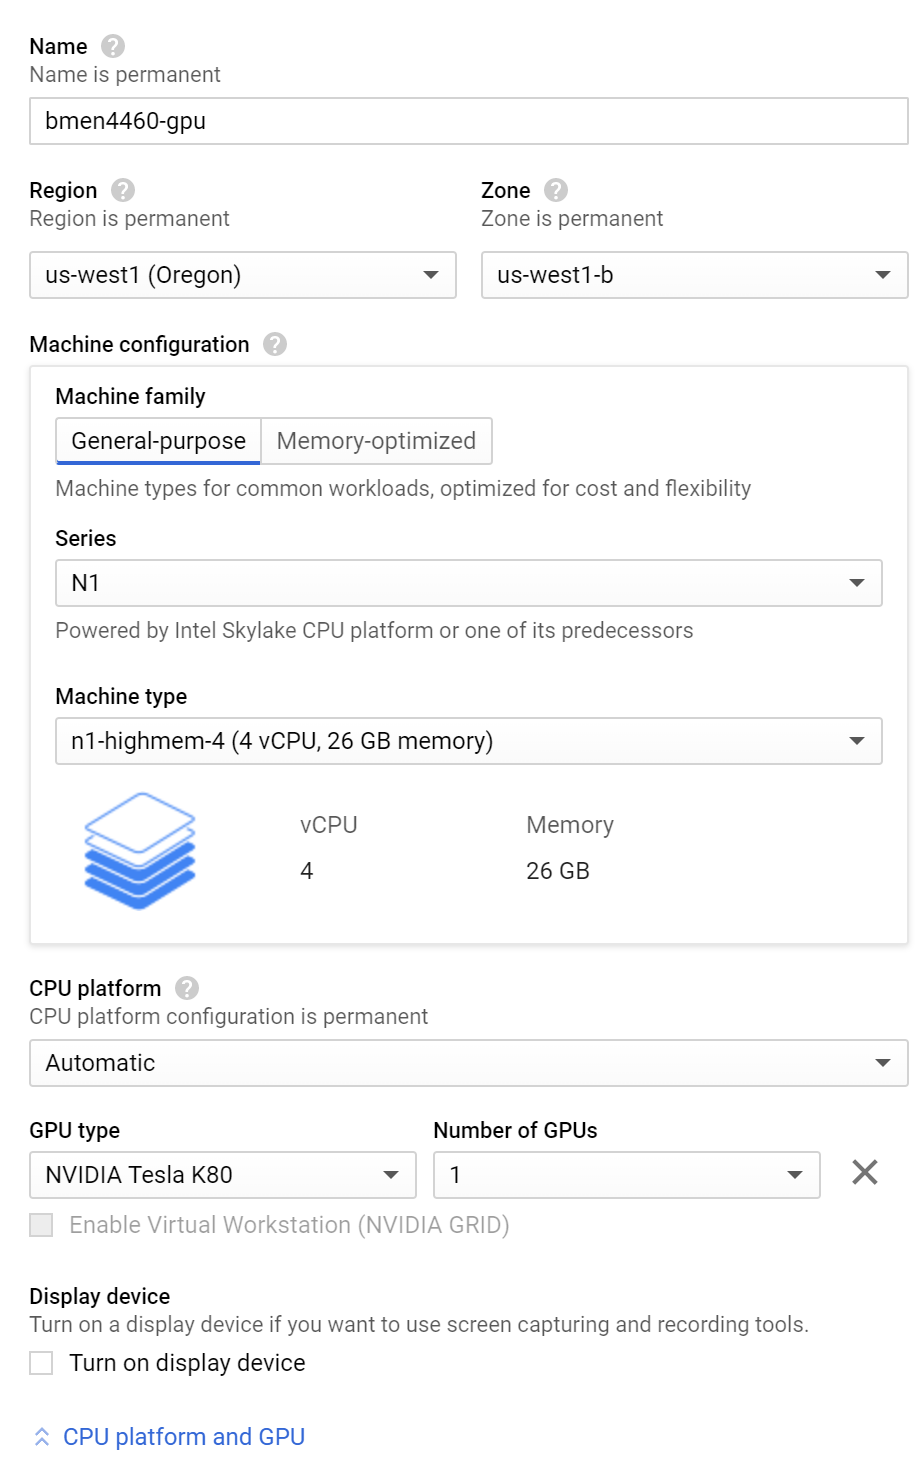 Name
Name is permanent
bmen4460-gpu
Region Zone
Region is permanent Zone is permanent
us-west1 (Oregon) us-west1-b
Machine configuration
Machine family
General-purpose Memory-optimized
Machine types for common workloads, optimized for cost and flexibility
Series
N1
Powered by Intel Skylake CPU platform or one of its predecessors
Machine type
n1-highmem-4 (4 vCPU, 26 GB memory)
vCPU Memory
4 26 GB
CPU platform
CPU platform configuration is permanent
Automatic
GPU type Number of GPUs
NVIDIA Tesla K80 1
Enable Virtual Workstation (NVIDIA GRID)
Display device
Turn on a display device if you want to use screen capturing and recording tools.
Turn on display device
CPU platform and GPU